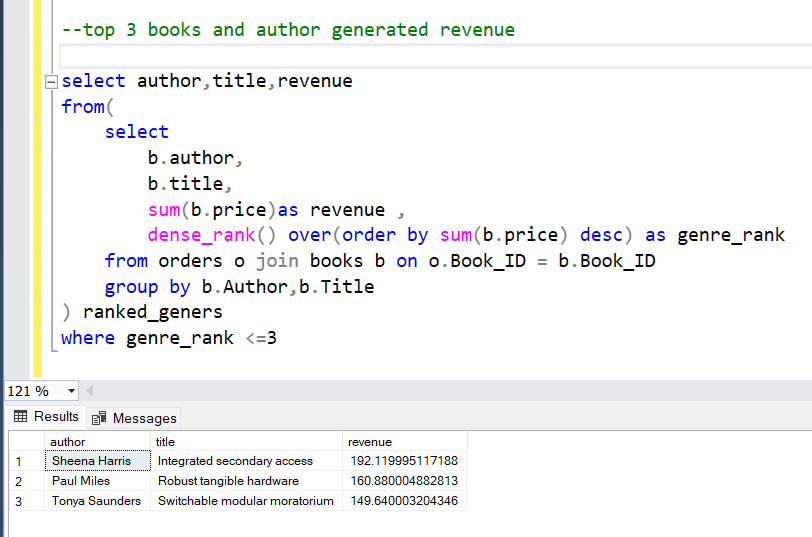 --top 3 books and author generated revenue
select author,title,revenue
from(
select
b.author,
b.title,
sum(b.price)as revenue ,
dense_rank() over(order by sum(b.price) desc) as genre_rank
from orders o join books b on o.Book_ID = b.Book_ID
group by b.Author,b.Title
) ranked_geners
where genre_rank <=3
121 %
Results Messages
author title revenue
1 Sheena Harris Integrated secondary access 192.119995117188
2 Paul Miles Robust tangible hardware 160.880004882813
3 Tonya Saunders Switchable modular moratorium 149.640003204346